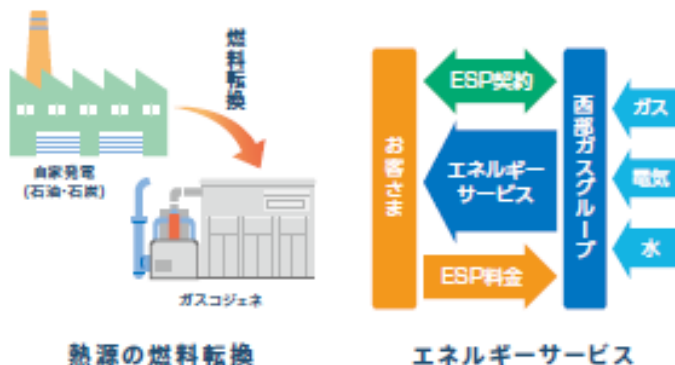 燃料転換
自家発電
(石油・石炭)
ガスコジェネ
熱源の燃料転換
お客さま
ESP契約
エネルギー
サービス
ESP料金
西部ガスグループ
ガス
電気
水
エネルギーサービス